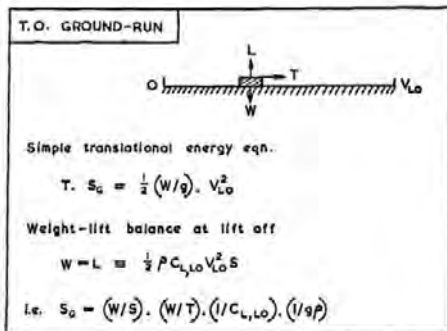 T.O. GROUND-RUN
L
T
O
V_LO
W
Simple translational energy eqn.
T. S_G = ½ (W/g). V²_LO
Weight-lift balance at lift off
W = L = ½ ρ C_L,LO V²_LO S
i.e. S_G = (W/S). (W/T). (1/C_L,LO). (1/gρ)